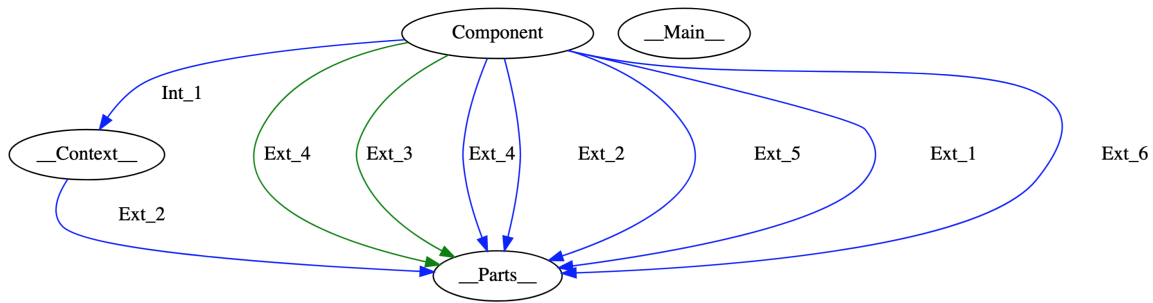 Component
__Main__
Int_1
__Context__
Ext_4
Ext_3
Ext_4
Ext_2
Ext_5
Ext_1
Ext_6
Ext_2
__Parts__